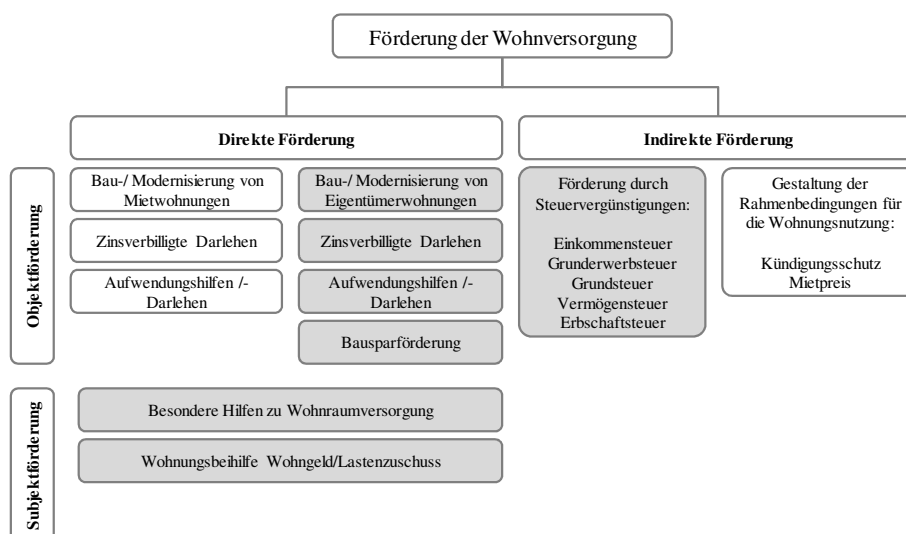 Förderung der Wohnversorgung
Direkte Förderung
Indirekte Förderung
Objektförderung
Bau-/ Modernisierung von
Mietwohnungen
Zinsverbilligte Darlehen
Aufwendungshilfen /-
Darlehen
Bau-/ Modernisierung von
Eigentümerwohnungen
Zinsverbilligte Darlehen
Aufwendungshilfen /-
Darlehen
Bausparförderung
Förderung durch
Steuervergünstigungen:
Einkommensteuer
Grunderwerbsteuer
Grundsteuer
Vermögensteuer
Erbschaftsteuer
Gestaltung der
Rahmenbedingungen für
die Wohnungsnutzung:
Kündigungsschutz
Mietpreis
Subjektförderung
Besondere Hilfen zu Wohnraumversorgung
Wohnungsbeihilfe Wohngeld/Lastenzuschuss